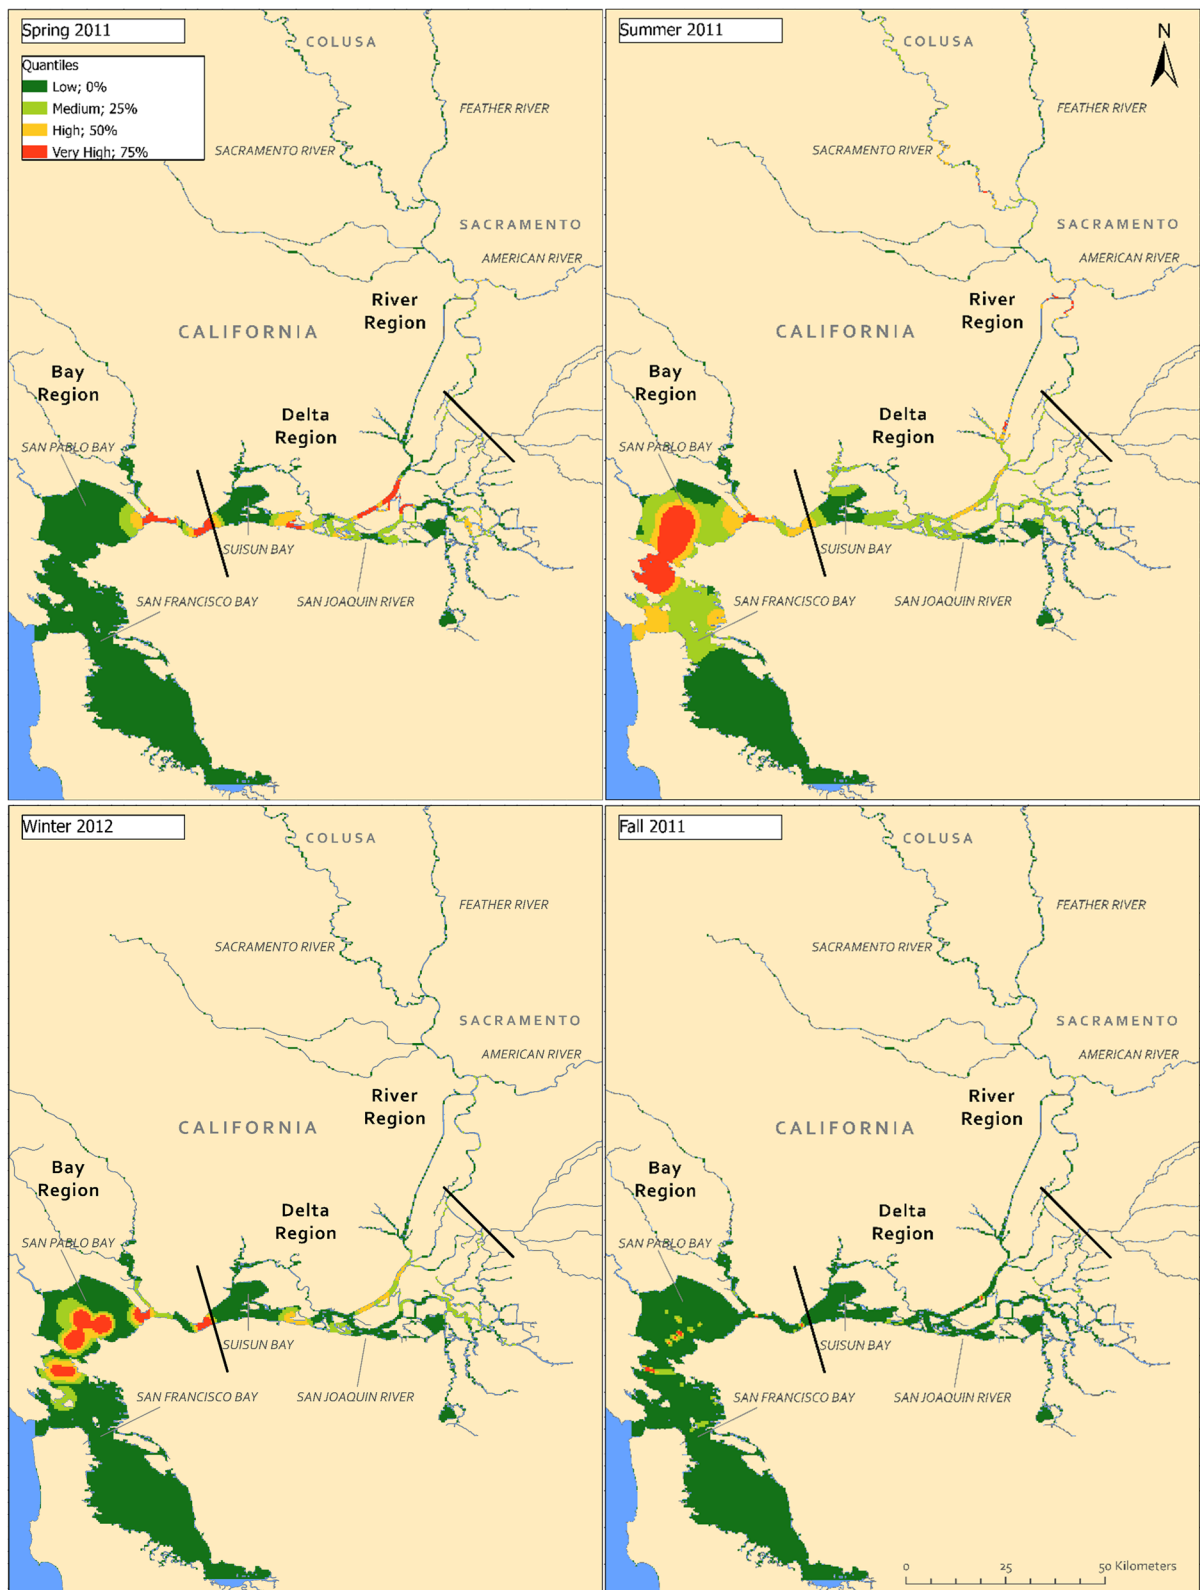 Spring 2011
Quantiles
Low; 0%
Medium; 25%
High; 50%
Very High; 75%
COLUSA
FEATHER RIVER
SACRAMENTO RIVER
SACRAMENTO
AMERICAN RIVER
River
Region
CALIFORNIA
Bay
Region
Delta
Region
SAN PABLO BAY
SUISUN BAY
SAN FRANCISCO BAY
SAN JOAQUIN RIVER
Summer 2011
N
COLUSA
FEATHER RIVER
SACRAMENTO RIVER
SACRAMENTO
AMERICAN RIVER
River
Region
CALIFORNIA
Bay
Region
Delta
Region
SAN PABLO BAY
SUISUN BAY
SAN FRANCISCO BAY
SAN JOAQUIN RIVER
Winter 2012
COLUSA
FEATHER RIVER
SACRAMENTO RIVER
SACRAMENTO
AMERICAN RIVER
River
Region
CALIFORNIA
Bay
Region
Delta
Region
SAN PABLO BAY
SUISUN BAY
SAN FRANCISCO BAY
SAN JOAQUIN RIVER
Fall 2011
COLUSA
FEATHER RIVER
SACRAMENTO RIVER
SACRAMENTO
AMERICAN RIVER
River
Region
CALIFORNIA
Bay
Region
Delta
Region
SAN PABLO BAY
SUISUN BAY
SAN FRANCISCO BAY
SAN JOAQUIN RIVER
0 25 50 Kilometers